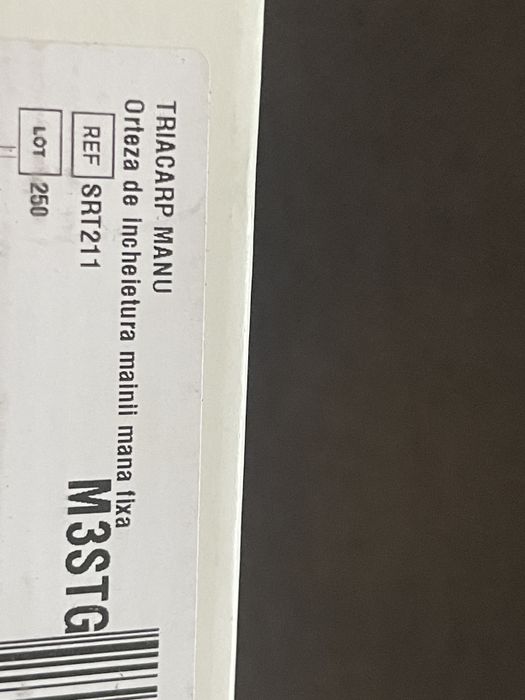 TRIACARP MANU
Orteza de incheietura mainii mana fixa
REF SRT211
M3STG
LOT 250